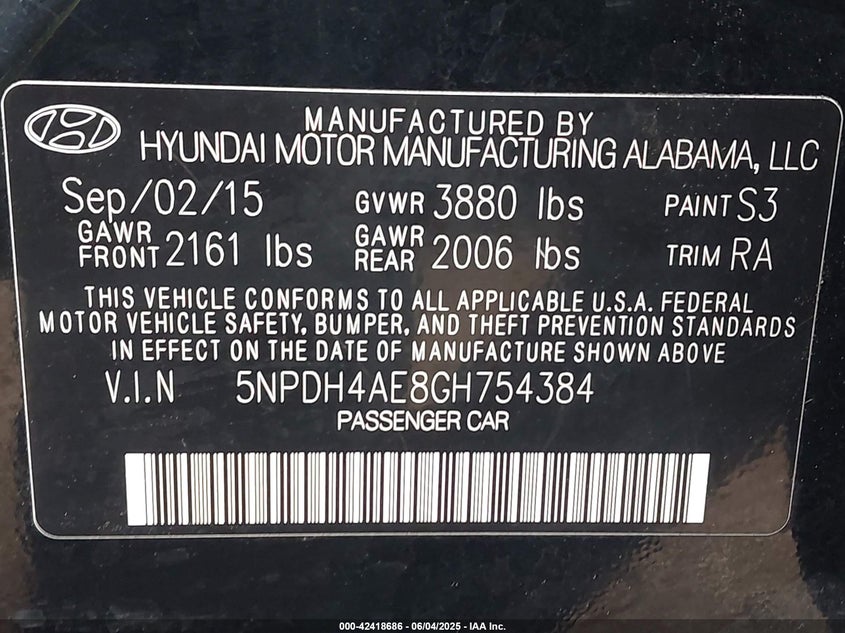 MANUFACTURED BY
HYUNDAI MOTOR MANUFACTURING ALABAMA, LLC
Sep/02/15 GVWR 3880 lbs PAINT S3
GAWR FRONT 2161 lbs GAWR REAR 2006 lbs TRIM RA
THIS VEHICLE CONFORMS TO ALL APPLICABLE U.S.A. FEDERAL
MOTOR VEHICLE SAFETY, BUMPER, AND THEFT PREVENTION STANDARDS
IN EFFECT ON THE DATE OF MANUFACTURE SHOWN ABOVE
V.I.N 5NPDH4AE8GH754384
PASSENGER CAR
000-42418686 - 06/04/2025 - IAA Inc.